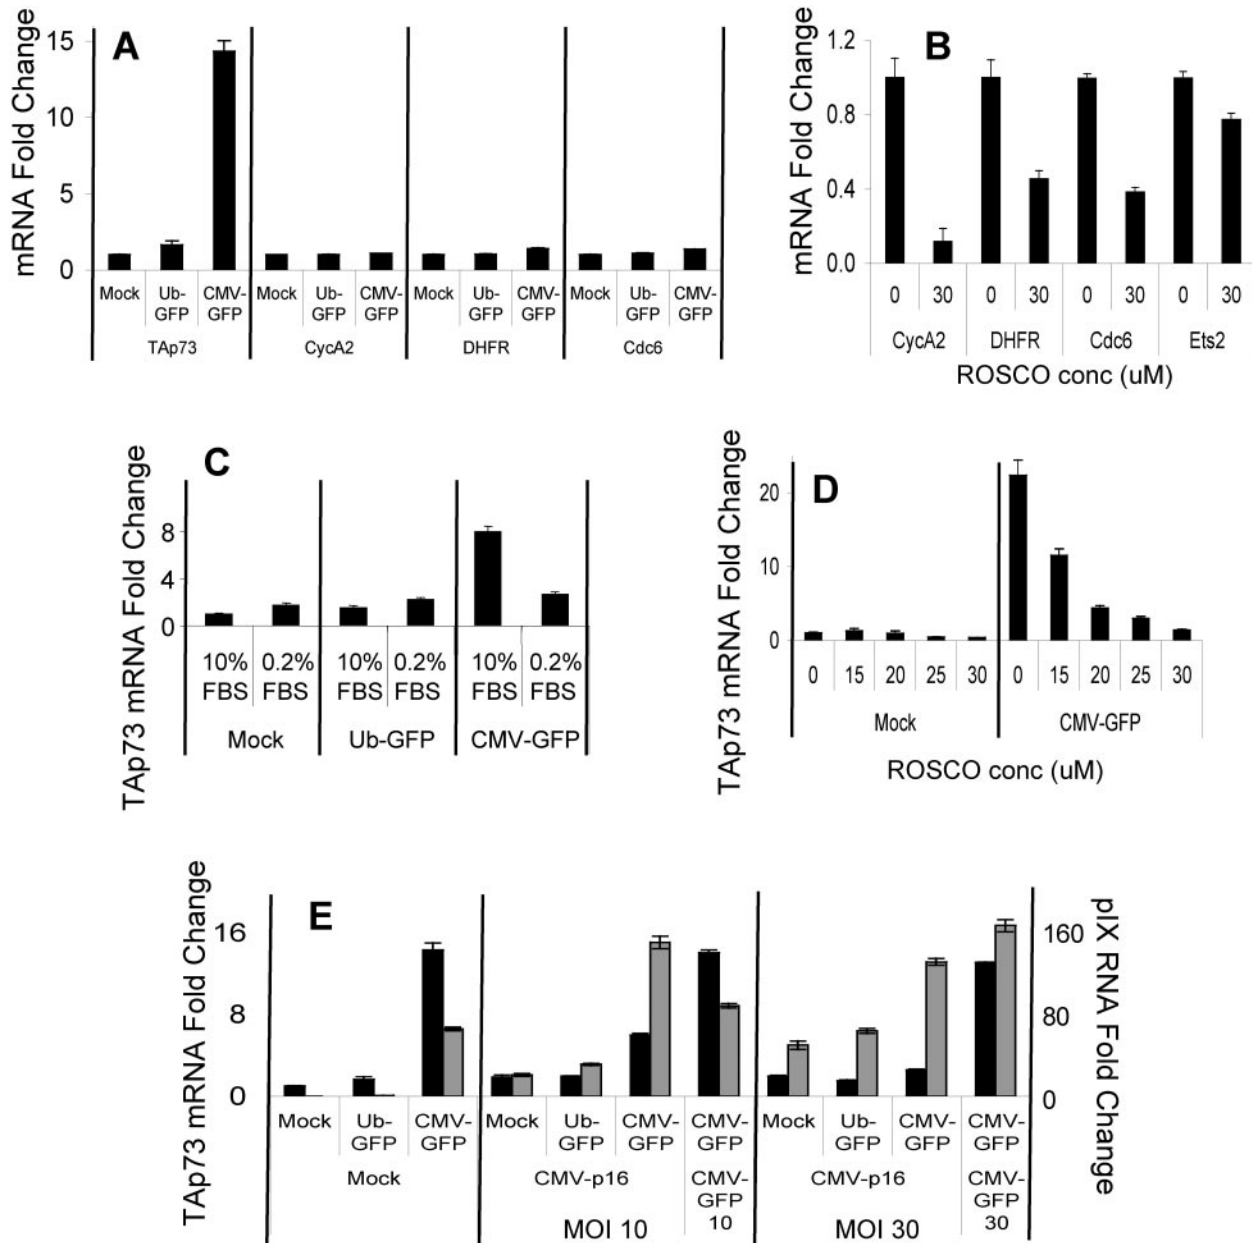 A
mRNA Fold Change
15
10
5
0
Mock Ub-GFP CMV-GFP Mock Ub-GFP CMV-GFP Mock Ub-GFP CMV-GFP Mock Ub-GFP CMV-GFP
TAp73 CycA2 DHFR Cdc6
B
mRNA Fold Change
1.2
0.8
0.4
0.0
0 30 0 30 0 30 0 30
CycA2 DHFR Cdc6 Ets2
ROSCO conc (uM)
C
TAp73 mRNA Fold Change
8
4
0
10% 0.2% 10% 0.2% 10% 0.2%
FBS FBS FBS FBS FBS FBS
Mock Ub-GFP CMV-GFP
D
TAp73 mRNA Fold Change
20
10
0
0 15 20 25 30 0 15 20 25 30
Mock CMV-GFP
ROSCO conc (uM)
E
TAp73 mRNA Fold Change
16
8
0
pIX RNA Fold Change
160
80
0
Mock Ub-GFP CMV-GFP Mock Ub-GFP CMV-GFP CMV-GFP Mock Ub-GFP CMV-GFP CMV-GFP
Mock CMV-p16 CMV-GFP 10 CMV-p16 CMV-GFP 30
MOI 10 MOI 30